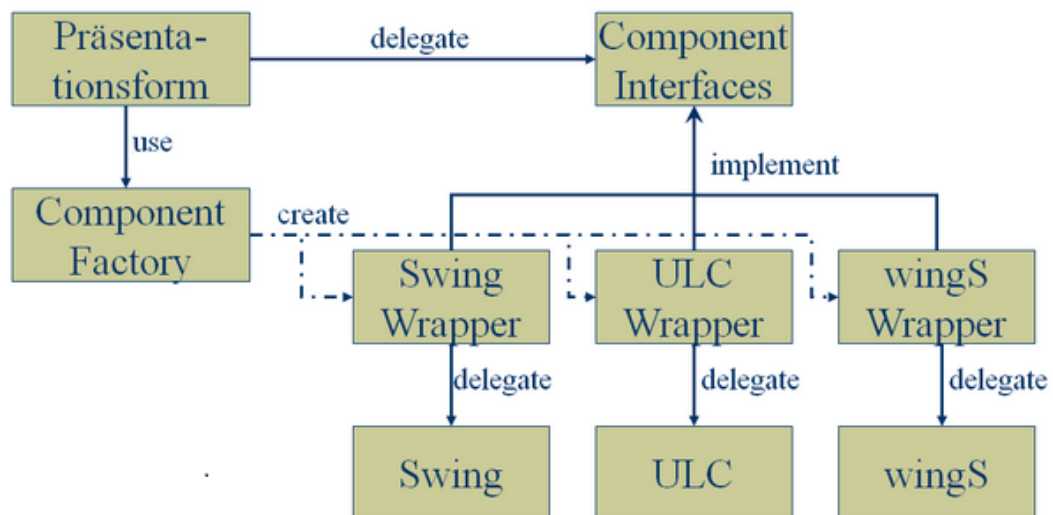 Präsenta-
tionsform
delegate
Component
Interfaces
use
implement
Component
Factory
create
Swing
Wrapper
ULC
Wrapper
wingS
Wrapper
delegate
delegate
delegate
Swing
ULC
wingS